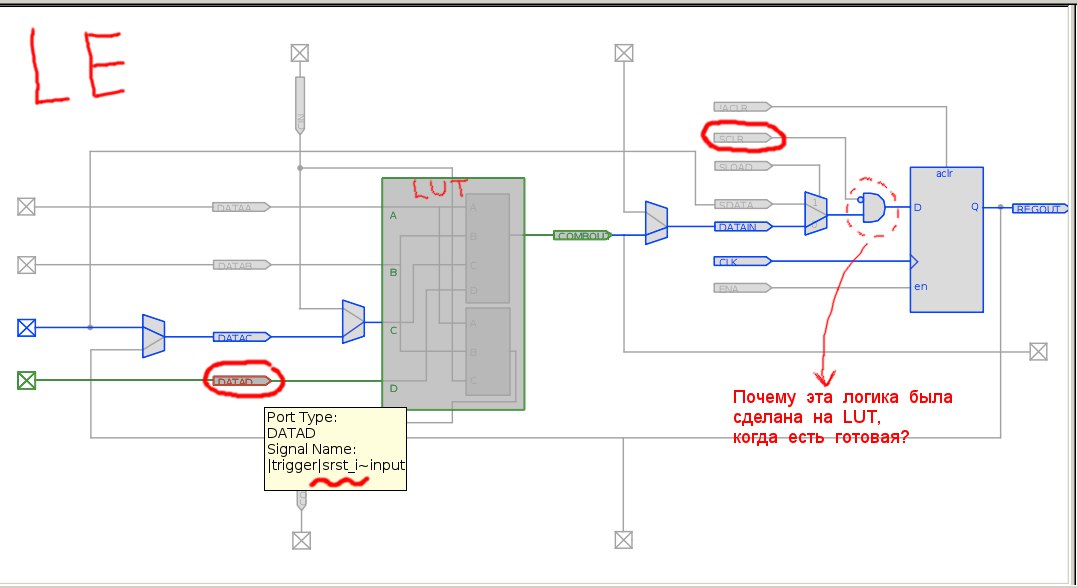 LE
CIN
!ACLR
SCLR
SLOAD
LUT
aclr
DATAA
A
A
SDATA
1
D
Q
REGOUT
B
COMBOUT
DATAIN
0
B
DATAB
C
CLK
D
en
ENA
DATAC
C
A
B
DATAD
D
C
Почему эта логика была
сделана на LUT,
когда есть готовая?
Port Type:
DATAD
Signal Name:
|trigger|srst_i~input